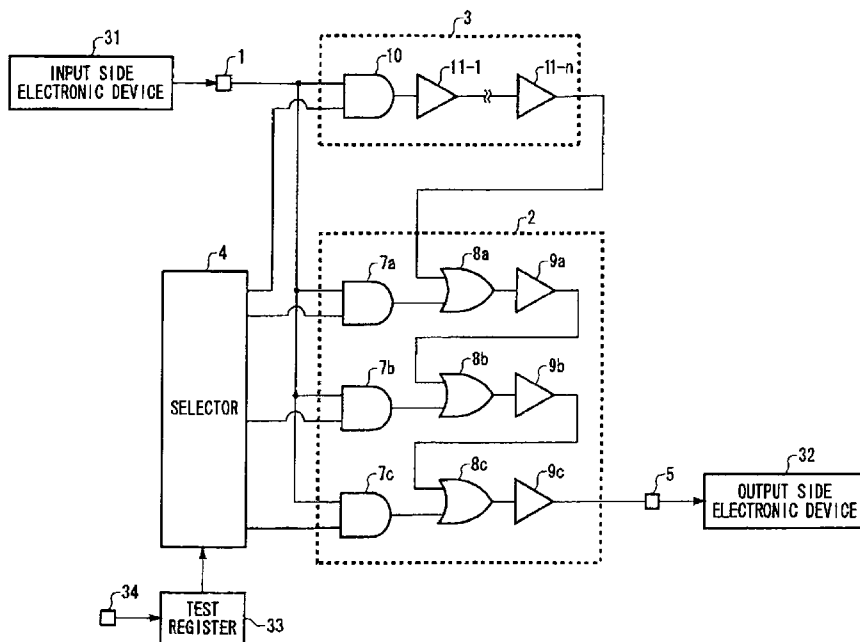 31
INPUT SIDE
ELECTRONIC DEVICE
1
3
10
11-1
11-n
4
SELECTOR
2
7a
8a
9a
7b
8b
9b
7c
8c
9c
5
32
OUTPUT SIDE
ELECTRONIC DEVICE
34
TEST
REGISTER
33